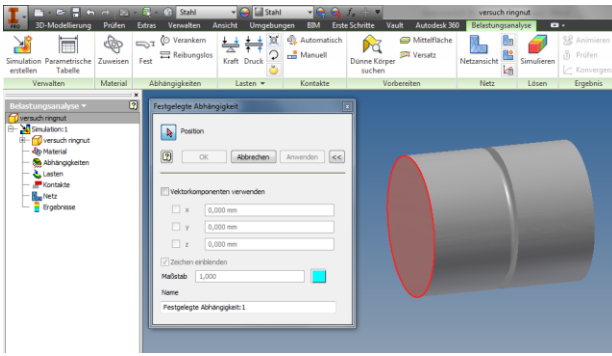 Stahl Stahl versuch ringnut
PRO 3D-Modellierung Prüfen Extras Verwalten Ansicht Umgebungen BIM Erste Schritte Vault Autodesk 360 Belastungsanalyse
Simulation erstellen
Parametrische Tabelle
Zuweisen
Fest
Verankern
Reibungslos
Kraft Druck
Automatisch
Manuell
Dünne Körper suchen
Mittelfläche
Versatz
Netzansicht
Simulieren
Animieren
Prüfen
Konvergen
Verwalten Material Abhängigkeiten Lasten Kontakte Vorbereiten Netz Lösen Ergebnis
Belastungsanalyse
versuch ringnut
Simulation:1
versuch ringnut
Material
Abhängigkeiten
Lasten
Kontakte
Netz
Ergebnisse
Festgelegte Abhängigkeit
Position
OK Abbrechen Anwenden <<
Vektorkomponenten verwenden
x 0,000 mm
y 0,000 mm
z 0,000 mm
Zeichen einblenden
Maßstab 1,000
Name
Festgelegte Abhängigkeit:1